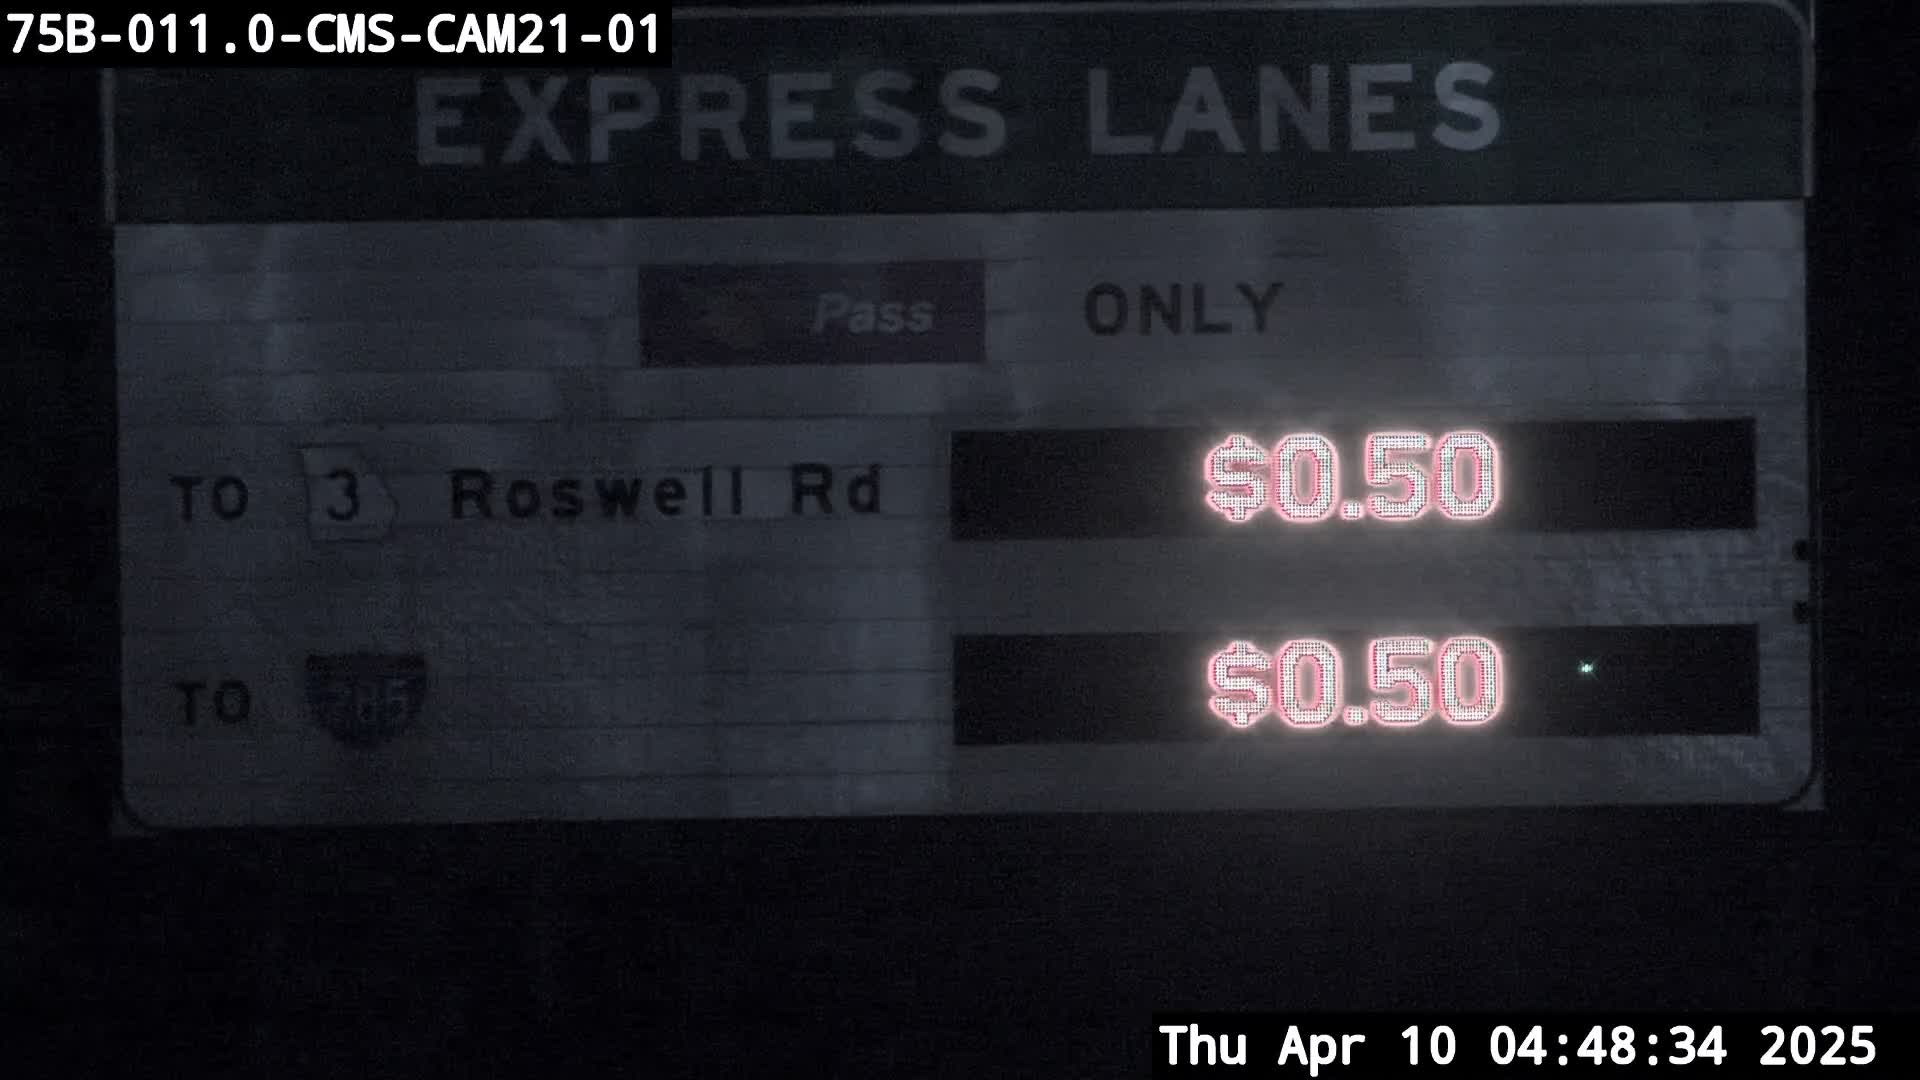 75B-011.0-CMS-CAM21-01
EXPRESS LANES
Pass ONLY
TO 3 Roswell Rd $0.50
TO 285 $0.50
Thu Apr 10 04:48:34 2025